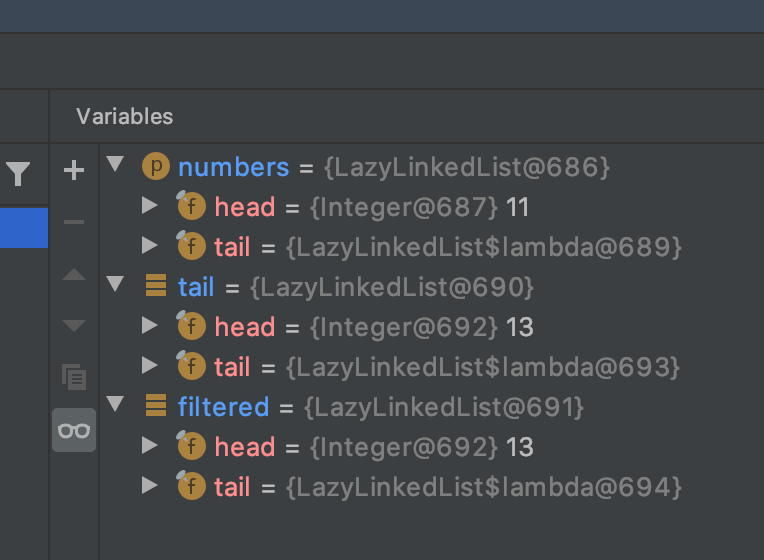 Variables
p numbers = {LazyLinkedList@686}
f head = {Integer@687} 11
f tail = {LazyLinkedList$lambda@689}
tail = {LazyLinkedList@690}
f head = {Integer@692} 13
f tail = {LazyLinkedList$lambda@693}
filtered = {LazyLinkedList@691}
f head = {Integer@692} 13
f tail = {LazyLinkedList$lambda@694}